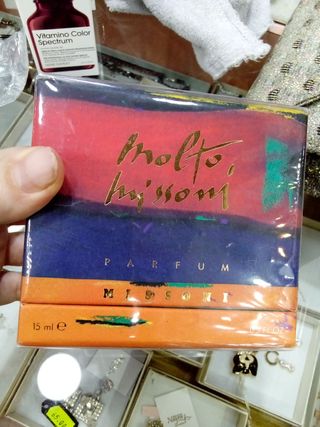 Vitamino Color
Spectrum
Molto
missoni
PARFUM
MISSONI
15 ml e